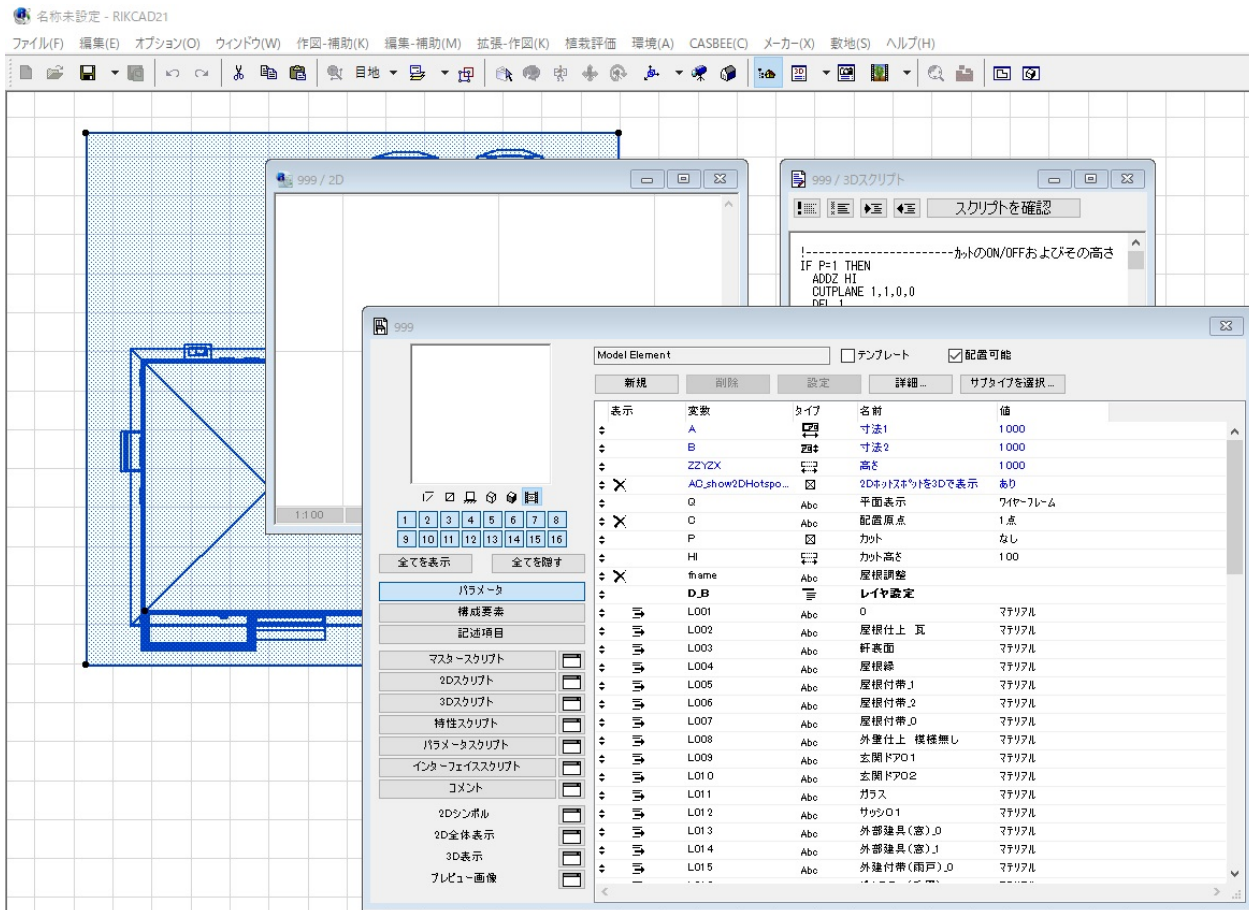 名称未設定 - RIKCAD21
ファイル(F) 編集(E) オプション(O) ウィンドウ(W) 作図-補助(K) 編集-補助(M) 拡張-作図(K) 植栽評価 環境(A) CASBEE(C) メーカー(X) 敷地(S) ヘルプ(H)
目地
999 / 2D
1:100
999 / 3Dスクリプト
スクリプトを確認
!-----------------------カットのON/OFFおよびその高さ
IF P=1 THEN
ADDZ HI
CUTPLANE 1,1,0,0
DEL 1
999
Model Element テンプレート 配置可能
新規 削除 設定 詳細... サブタイプを選択...
表示 変数 タイプ 名前 値
A 寸法1 1000
B 寸法2 1000
ZZYZX 高さ 1000
AC_show2DHotspo... 2Dホットスポットを3Dで表示 あり
Q Abc 平面表示 ワイヤーフレーム
C Abc 配置原点 1点
P カット なし
HI カット高さ 100
fname Abc 屋根調整
D_B レイヤ設定
L001 Abc 0 マテリアル
L002 Abc 屋根仕上 瓦 マテリアル
L003 Abc 軒裏面 マテリアル
L004 Abc 屋根縁 マテリアル
L005 Abc 屋根付帯_1 マテリアル
L006 Abc 屋根付帯_2 マテリアル
L007 Abc 屋根付帯_0 マテリアル
L008 Abc 外壁仕上 模様無し マテリアル
L009 Abc 玄関ドア01 マテリアル
L010 Abc 玄関ドア02 マテリアル
L011 Abc ガラス マテリアル
L012 Abc サッシ01 マテリアル
L013 Abc 外部建具(窓)_0 マテリアル
L014 Abc 外部建具(窓)_1 マテリアル
L015 Abc 外建付帯(雨戸)_0 マテリアル
1 2 3 4 5 6 7 8
9 10 11 12 13 14 15 16
全てを表示 全てを隠す
パラメータ
構成要素
記述項目
マスタースクリプト
2Dスクリプト
3Dスクリプト
特性スクリプト
パラメータスクリプト
インターフェイススクリプト
コメント
2Dシンボル
2D全体表示
3D表示
プレビュー画像